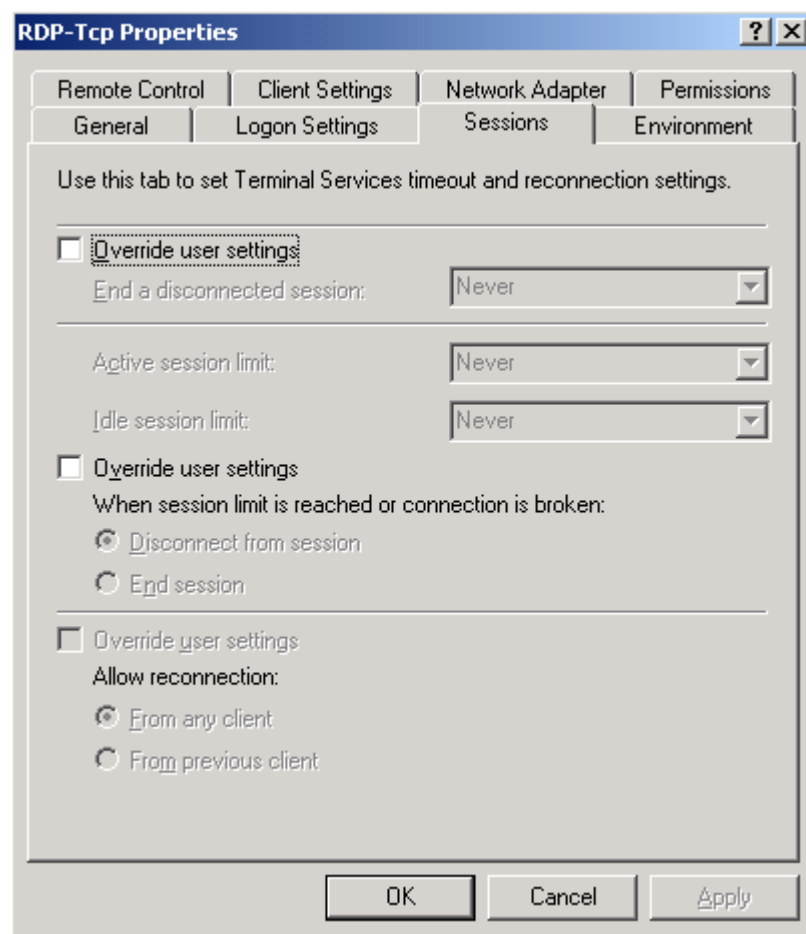 RDP-Tcp Properties
Remote Control Client Settings Network Adapter Permissions
General Logon Settings Sessions Environment
Use this tab to set Terminal Services timeout and reconnection settings.
Override user settings
End a disconnected session: Never
Active session limit: Never
Idle session limit: Never
Override user settings
When session limit is reached or connection is broken:
Disconnect from session
End session
Override user settings
Allow reconnection:
From any client
From previous client
OK Cancel Apply